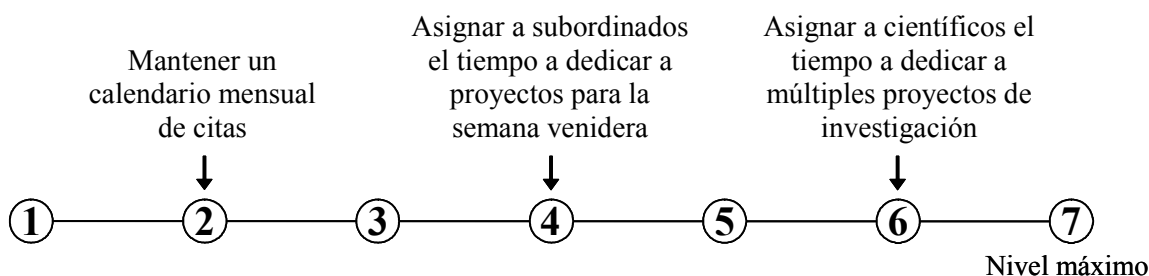 Mantener un
calendario mensual
de citas
Asignar a subordinados
el tiempo a dedicar a
proyectos para la
semana venidera
Asignar a científicos el
tiempo a dedicar a
múltiples proyectos de
investigación
1 2 3 4 5 6 7
Nivel máximo